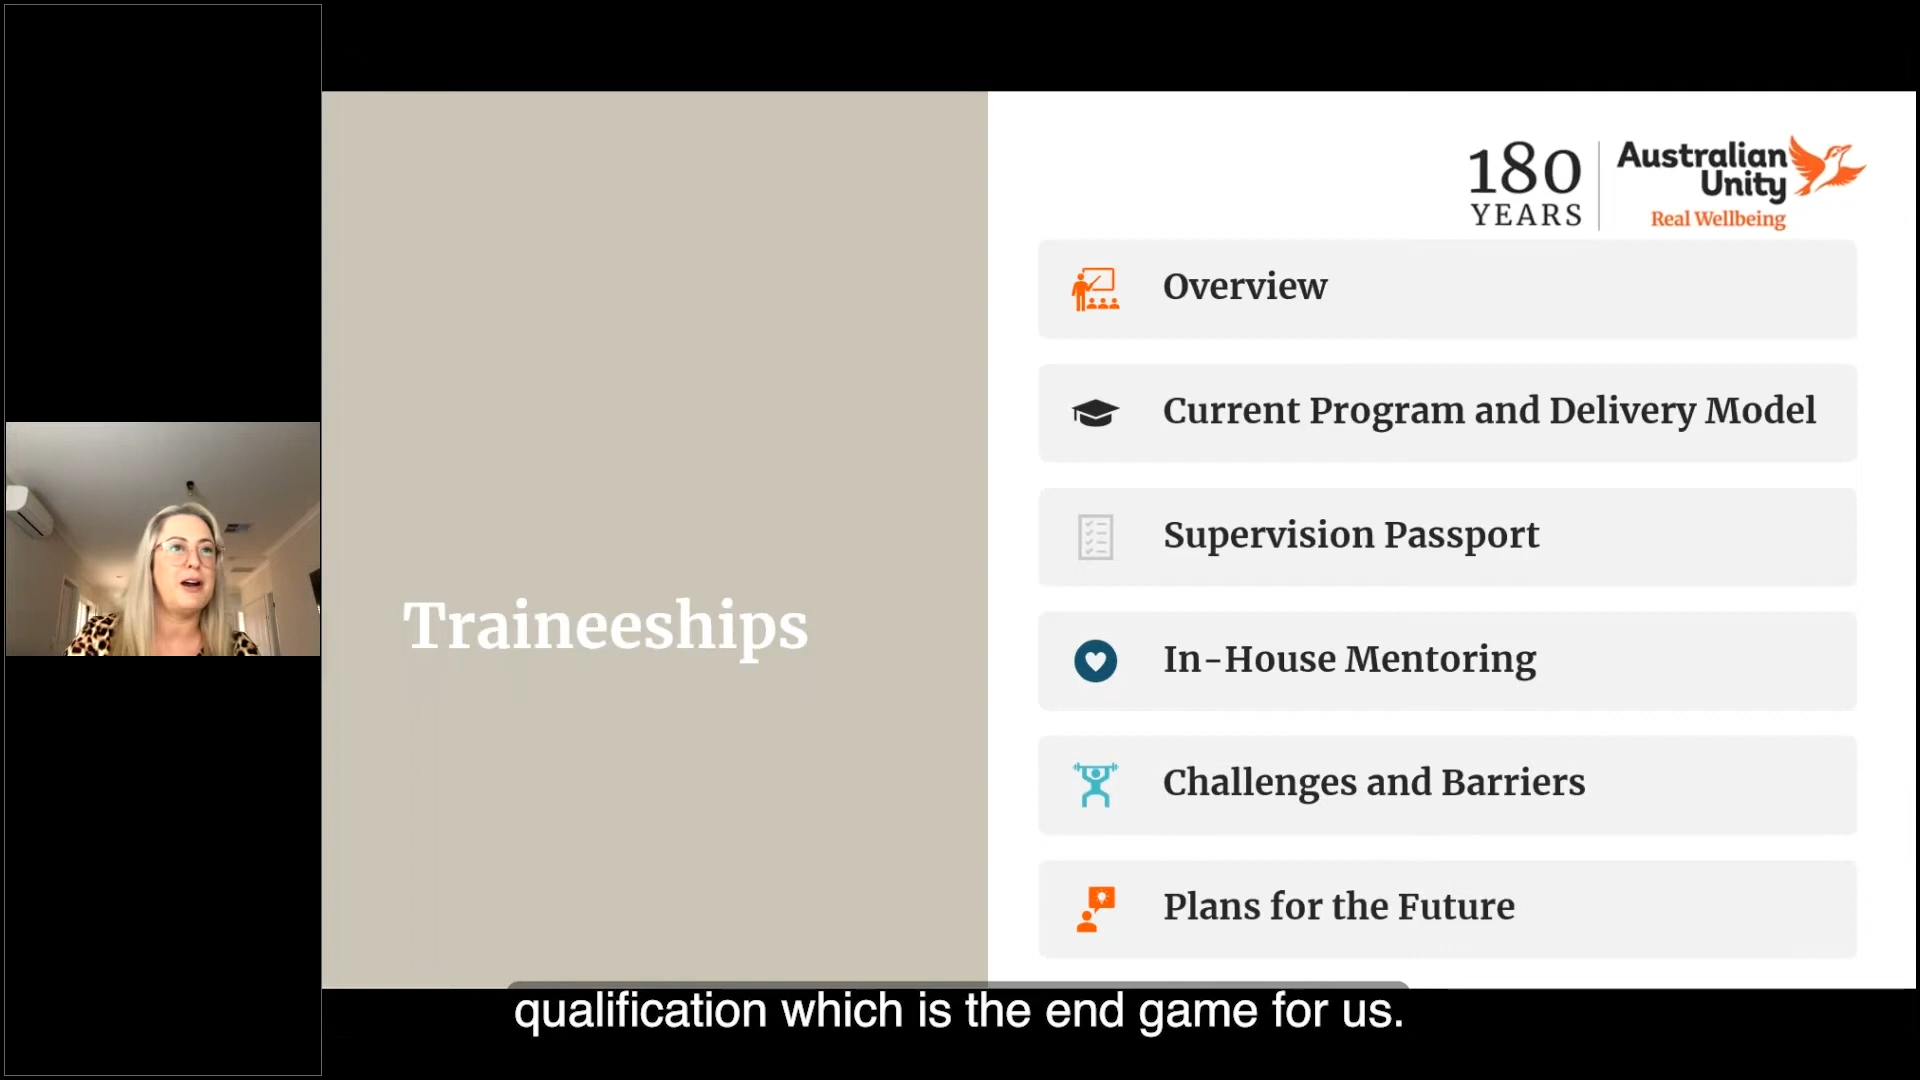 180
YEARS
Australian
Unity
Real Wellbeing
Traineeships
Overview
Current Program and Delivery Model
Supervision Passport
In-House Mentoring
Challenges and Barriers
Plans for the Future
qualification which is the end game for us.